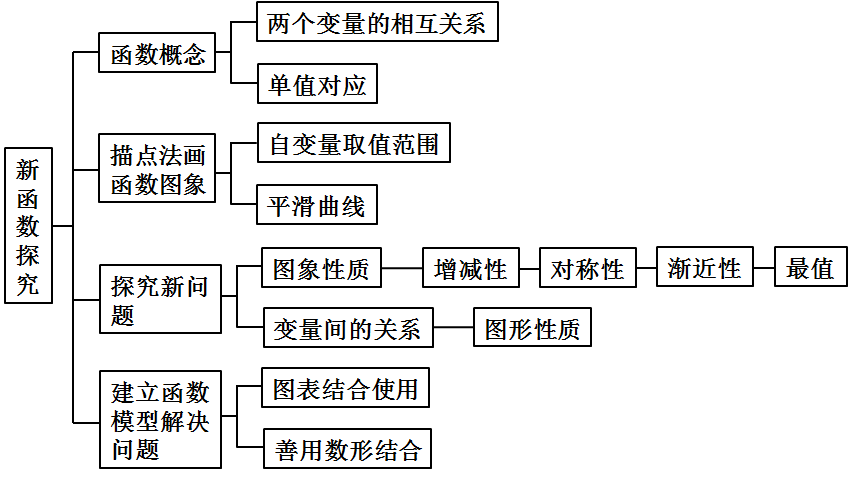 新
函
数
探
究
函数概念
两个变量的相互关系
单值对应
描点法画
函数图象
自变量取值范围
平滑曲线
探究新问
题
图象性质
增减性
对称性
渐近性
最值
变量间的关系
图形性质
建立函数
模型解决
问题
图表结合使用
善用数形结合